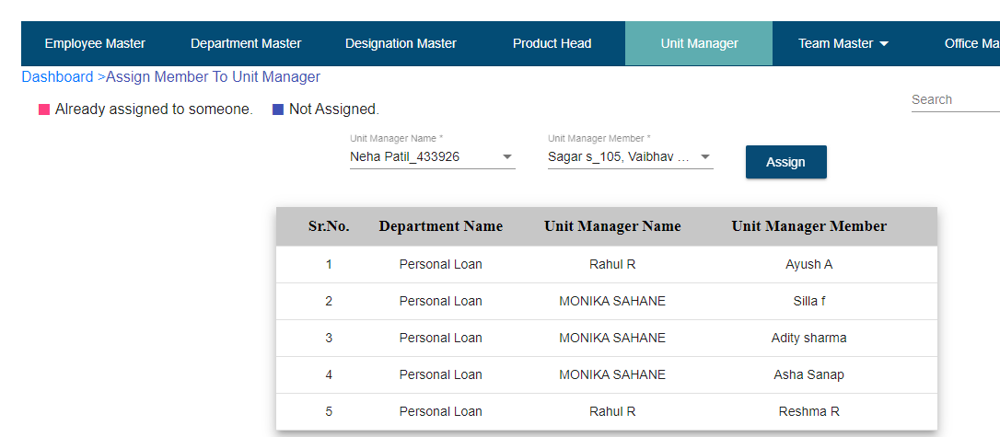 Employee Master Department Master Designation Master Product Head Unit Manager Team Master Office Ma
Dashboard >Assign Member To Unit Manager
Search
Already assigned to someone. Not Assigned.
Unit Manager Name * Unit Manager Member *
Neha Patil_433926 Sagar s_105, Vaibhav ... Assign
Sr.No. Department Name Unit Manager Name Unit Manager Member
1 Personal Loan Rahul R Ayush A
2 Personal Loan MONIKA SAHANE Silla f
3 Personal Loan MONIKA SAHANE Adity sharma
4 Personal Loan MONIKA SAHANE Asha Sanap
5 Personal Loan Rahul R Reshma R